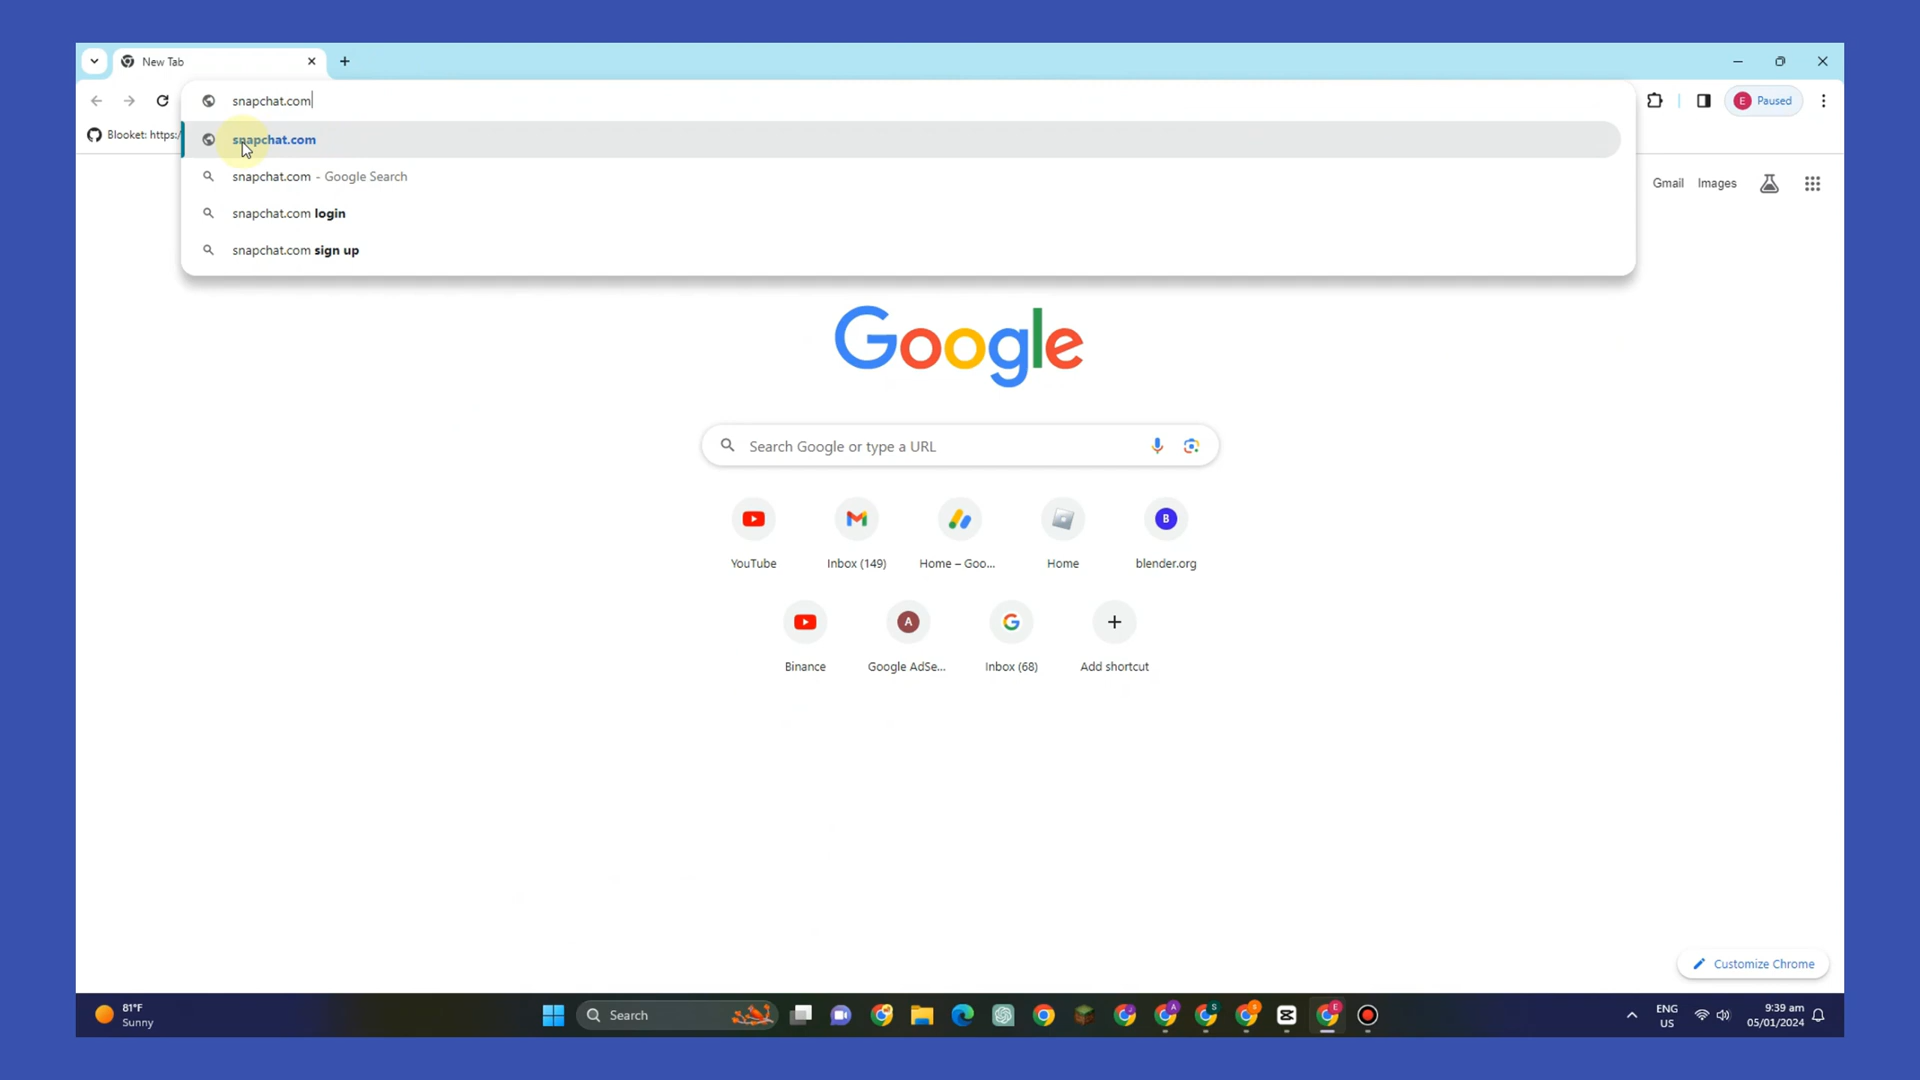 New Tab
snapchat.com
E Paused
Blooket: https:/
snapchat.com
snapchat.com - Google Search
snapchat.com login
snapchat.com sign up
Gmail Images
Google
Search Google or type a URL
B
YouTube Inbox (149) Home – Goo... Home blender.org
A
Binance Google AdSe... Inbox (68) Add shortcut
Customize Chrome
81°F
Sunny
Search
A S E
ENG
US
9:39 am
05/01/2024